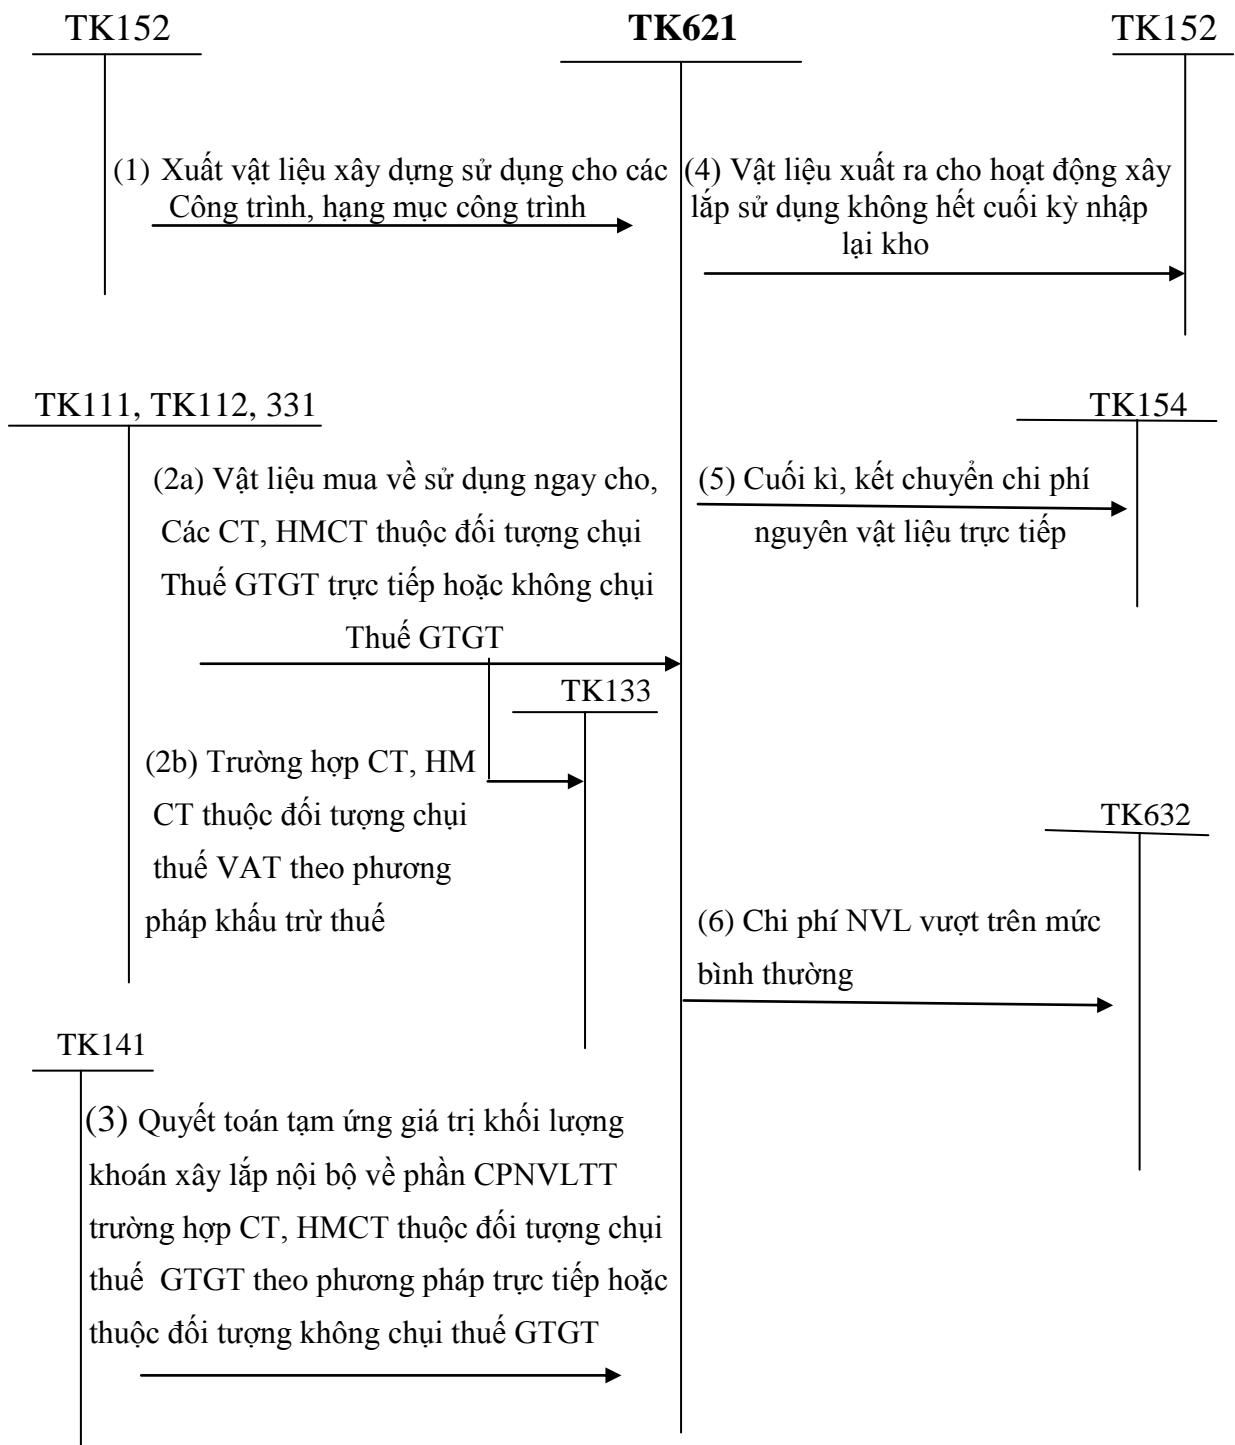 TK152
TK621
TK152
(1) Xuất vật liệu xây dựng sử dụng cho các
Công trình, hạng mục công trình
(4) Vật liệu xuất ra cho hoạt động xây
lắp sử dụng không hết cuối kỳ nhập
lại kho
TK111, TK112, 331
TK154
(2a) Vật liệu mua về sử dụng ngay cho,
Các CT, HMCT thuộc đối tượng chụi
Thuế GTGT trực tiếp hoặc không chụi
Thuế GTGT
(5) Cuối kì, kết chuyển chi phí
nguyên vật liệu trực tiếp
TK133
(2b) Trường hợp CT, HM
CT thuộc đối tượng chụi
thuế VAT theo phương
pháp khấu trừ thuế
TK632
(6) Chi phí NVL vượt trên mức
bình thường
TK141
(3) Quyết toán tạm ứng giá trị khối lượng
khoán xây lắp nội bộ về phần CPNVLTT
trường hợp CT, HMCT thuộc đối tượng chụi
thuế GTGT theo phương pháp trực tiếp hoặc
thuộc đối tượng không chụi thuế GTGT